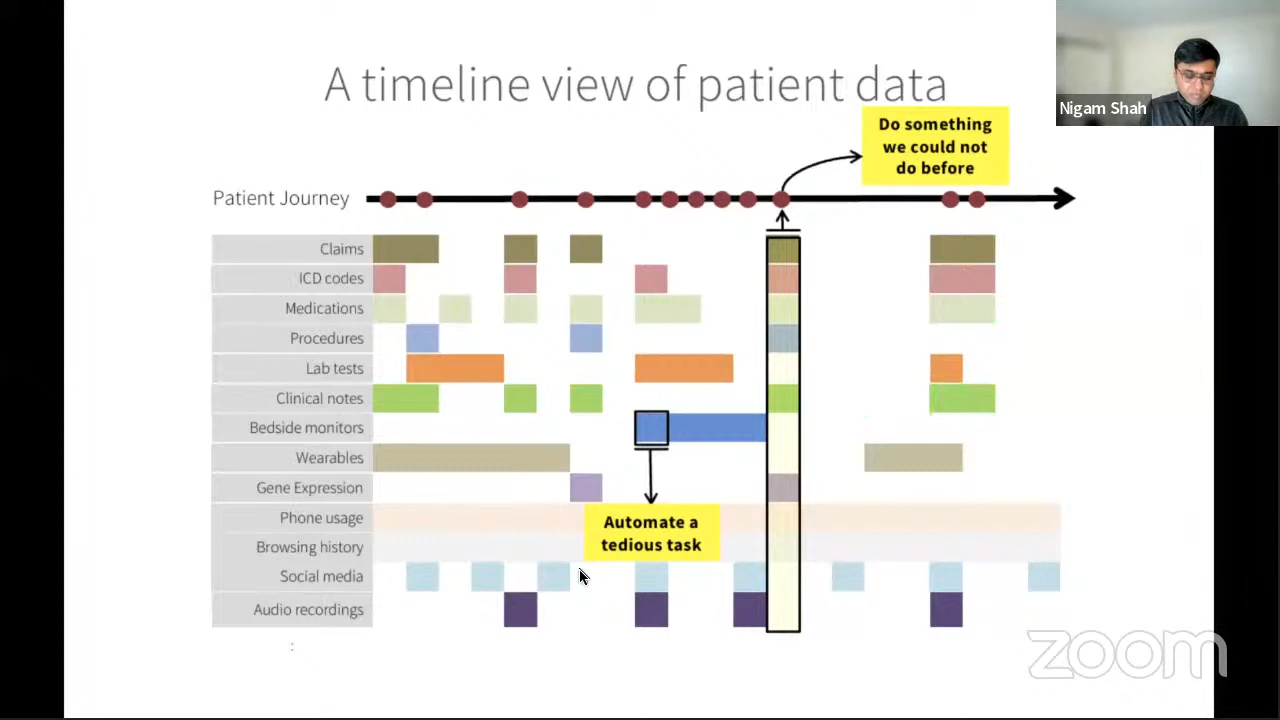 A timeline view of patient data
Nigam Shah
Do something
we could not
do before
Patient Journey
Claims
ICD codes
Medications
Procedures
Lab tests
Clinical notes
Bedside monitors
Wearables
Gene Expression
Phone usage
Automate a
tedious task
Browsing history
Social media
Audio recordings
:
zoom